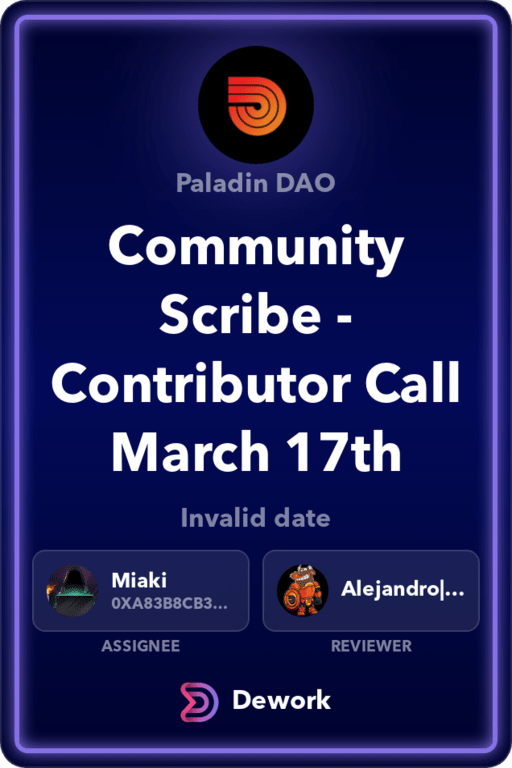 Paladin DAO
Community
Scribe -
Contributor Call
March 17th
Invalid date
Miaki
0XA83B8CB3...
Alejandro|...
ASSIGNEE
REVIEWER
Dework